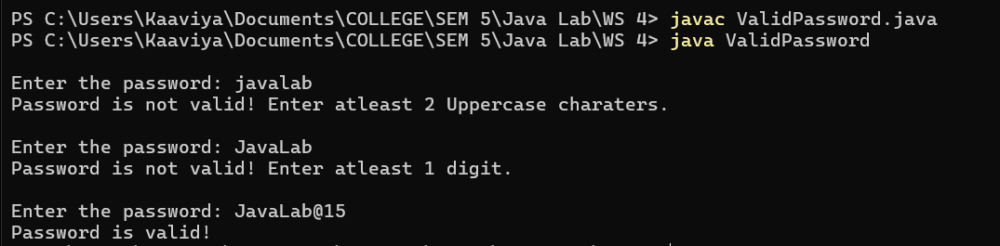 PS C:\Users\Kaaviya\Documents\COLLEGE\SEM 5\Java Lab\WS 4> javac ValidPassword.java
PS C:\Users\Kaaviya\Documents\COLLEGE\SEM 5\Java Lab\WS 4> java ValidPassword
Enter the password: javalab
Password is not valid! Enter atleast 2 Uppercase charaters.
Enter the password: JavaLab
Password is not valid! Enter atleast 1 digit.
Enter the password: JavaLab@15
Password is valid!